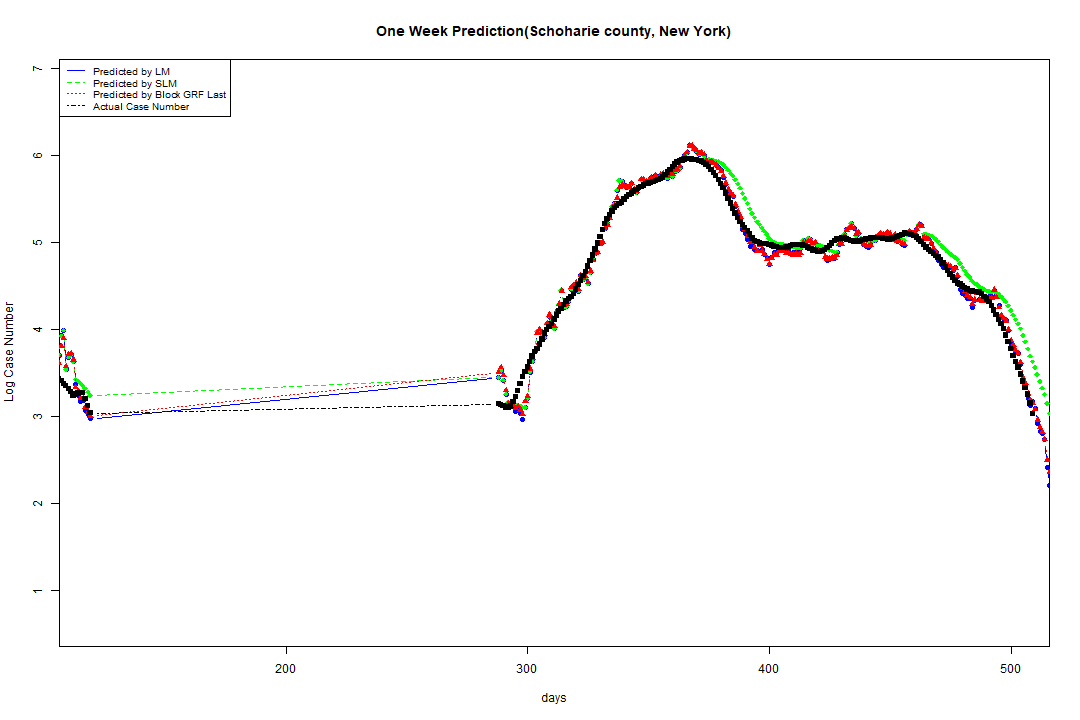 One Week Prediction(Schoharie county, New York)
Predicted by LM
Predicted by SLM
Predicted by Block GRF Last
Actual Case Number
Log Case Number
7
6
5
4
3
2
1
200
300
400
500
days